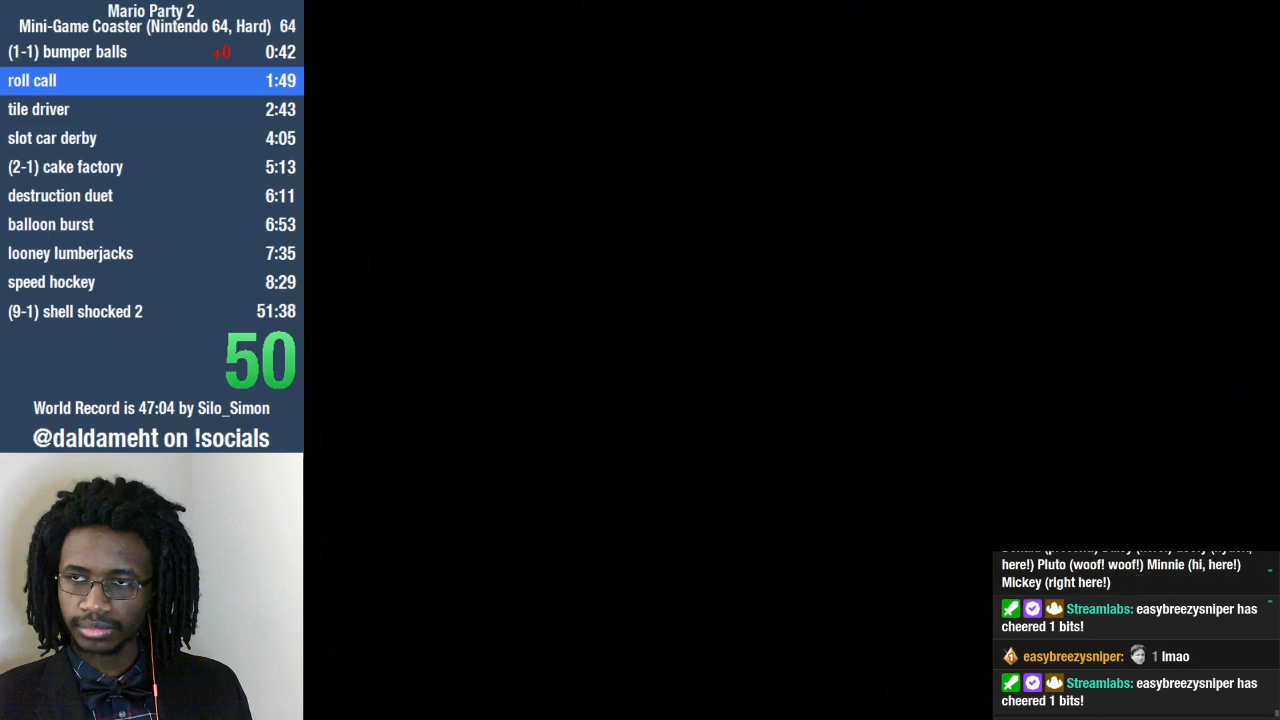 Mario Party 2
Mini-Game Coaster (Nintendo 64, Hard) 64
(1-1) bumper balls +0 0:42
roll call 1:49
tile driver 2:43
slot car derby 4:05
(2-1) cake factory 5:13
destruction duet 6:11
balloon burst 6:53
looney lumberjacks 7:35
speed hockey 8:29
(9-1) shell shocked 2 51:38
50
World Record is 47:04 by Silo_Simon
@daldameht on !socials
here!) Pluto (woof! woof!) Minnie (hi, here!)
Mickey (right here!)
Streamlabs: easybreezysniper has
cheered 1 bits!
easybreezysniper: 1 lmao
Streamlabs: easybreezysniper has
cheered 1 bits!